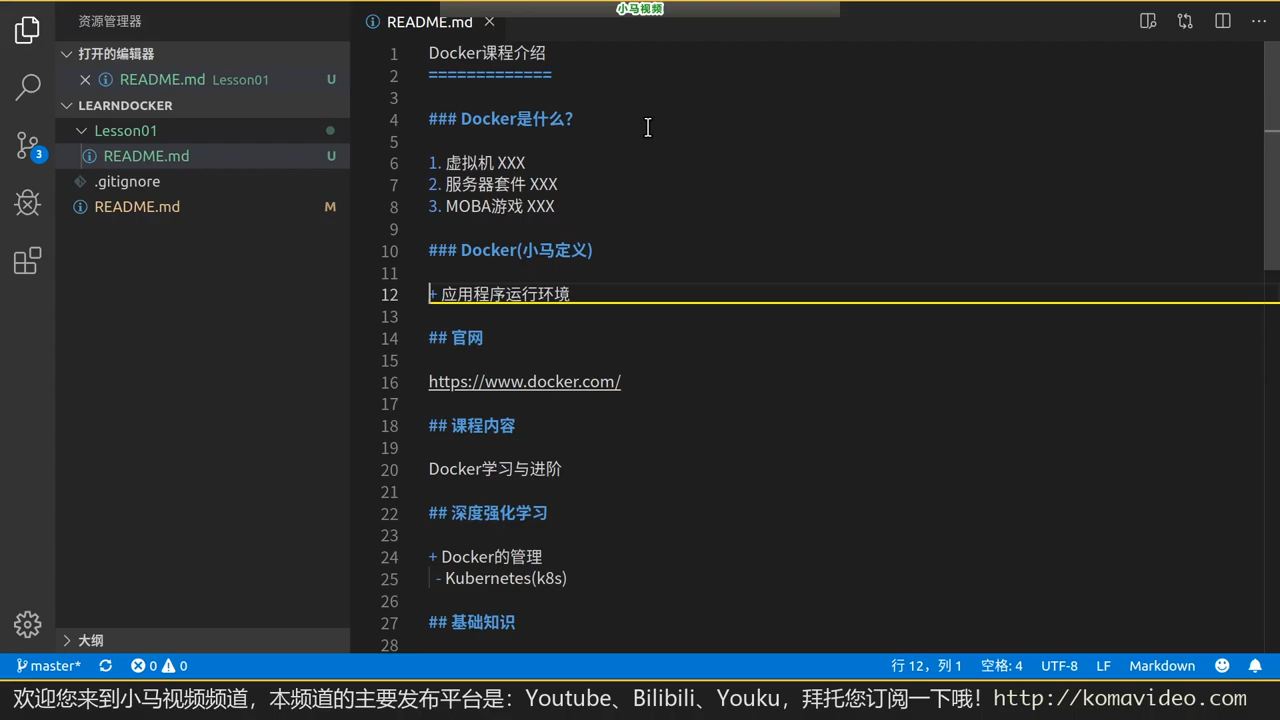 小马视频
资源管理器
README.md
打开的编辑器
README.md Lesson01 U
LEARNDOCKER
Lesson01
README.md U
.gitignore
README.md M
3
1 Docker课程介绍
2 =============
3
4 ### Docker是什么?
5
6 1. 虚拟机 XXX
7 2. 服务器套件 XXX
8 3. MOBA游戏 XXX
9
10 ### Docker(小马定义)
11
12 + 应用程序运行环境
13
14 ## 官网
15
16 https://www.docker.com/
17
18 ## 课程内容
19
20 Docker学习与进阶
21
22 ## 深度强化学习
23
24 + Docker的管理
25 - Kubernetes(k8s)
26
27 ## 基础知识
28
大纲
master* 0 0 行 12，列 1 空格: 4 UTF-8 LF Markdown
欢迎您来到小马视频频道，本频道的主要发布平台是：Youtube、Bilibili、Youku，拜托您订阅一下哦！http://komavideo.com